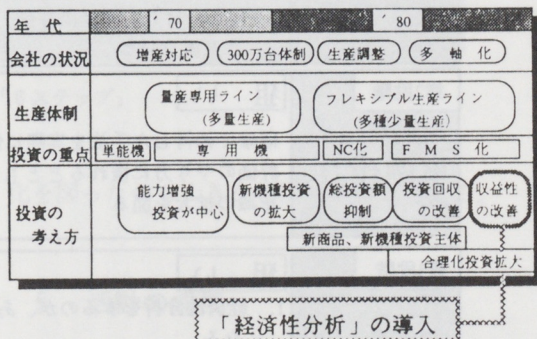 年 代
´70
´80
会社の状況
増産対応
300万台体制
生産調整
多 軸 化
生産体制
量産専用ライン
(多量生産)
フレキシブル生産ライン
(多種少量生産)
投資の重点
単能機
専 用 機
NC化
F M S 化
投資の
考え方
能力増強
投資が中心
新機種投資
の拡大
総投資額
抑制
投資回収
の改善
収益性
の改善
新商品、新機種投資主体
合理化投資拡大
「経済性分析」の導入